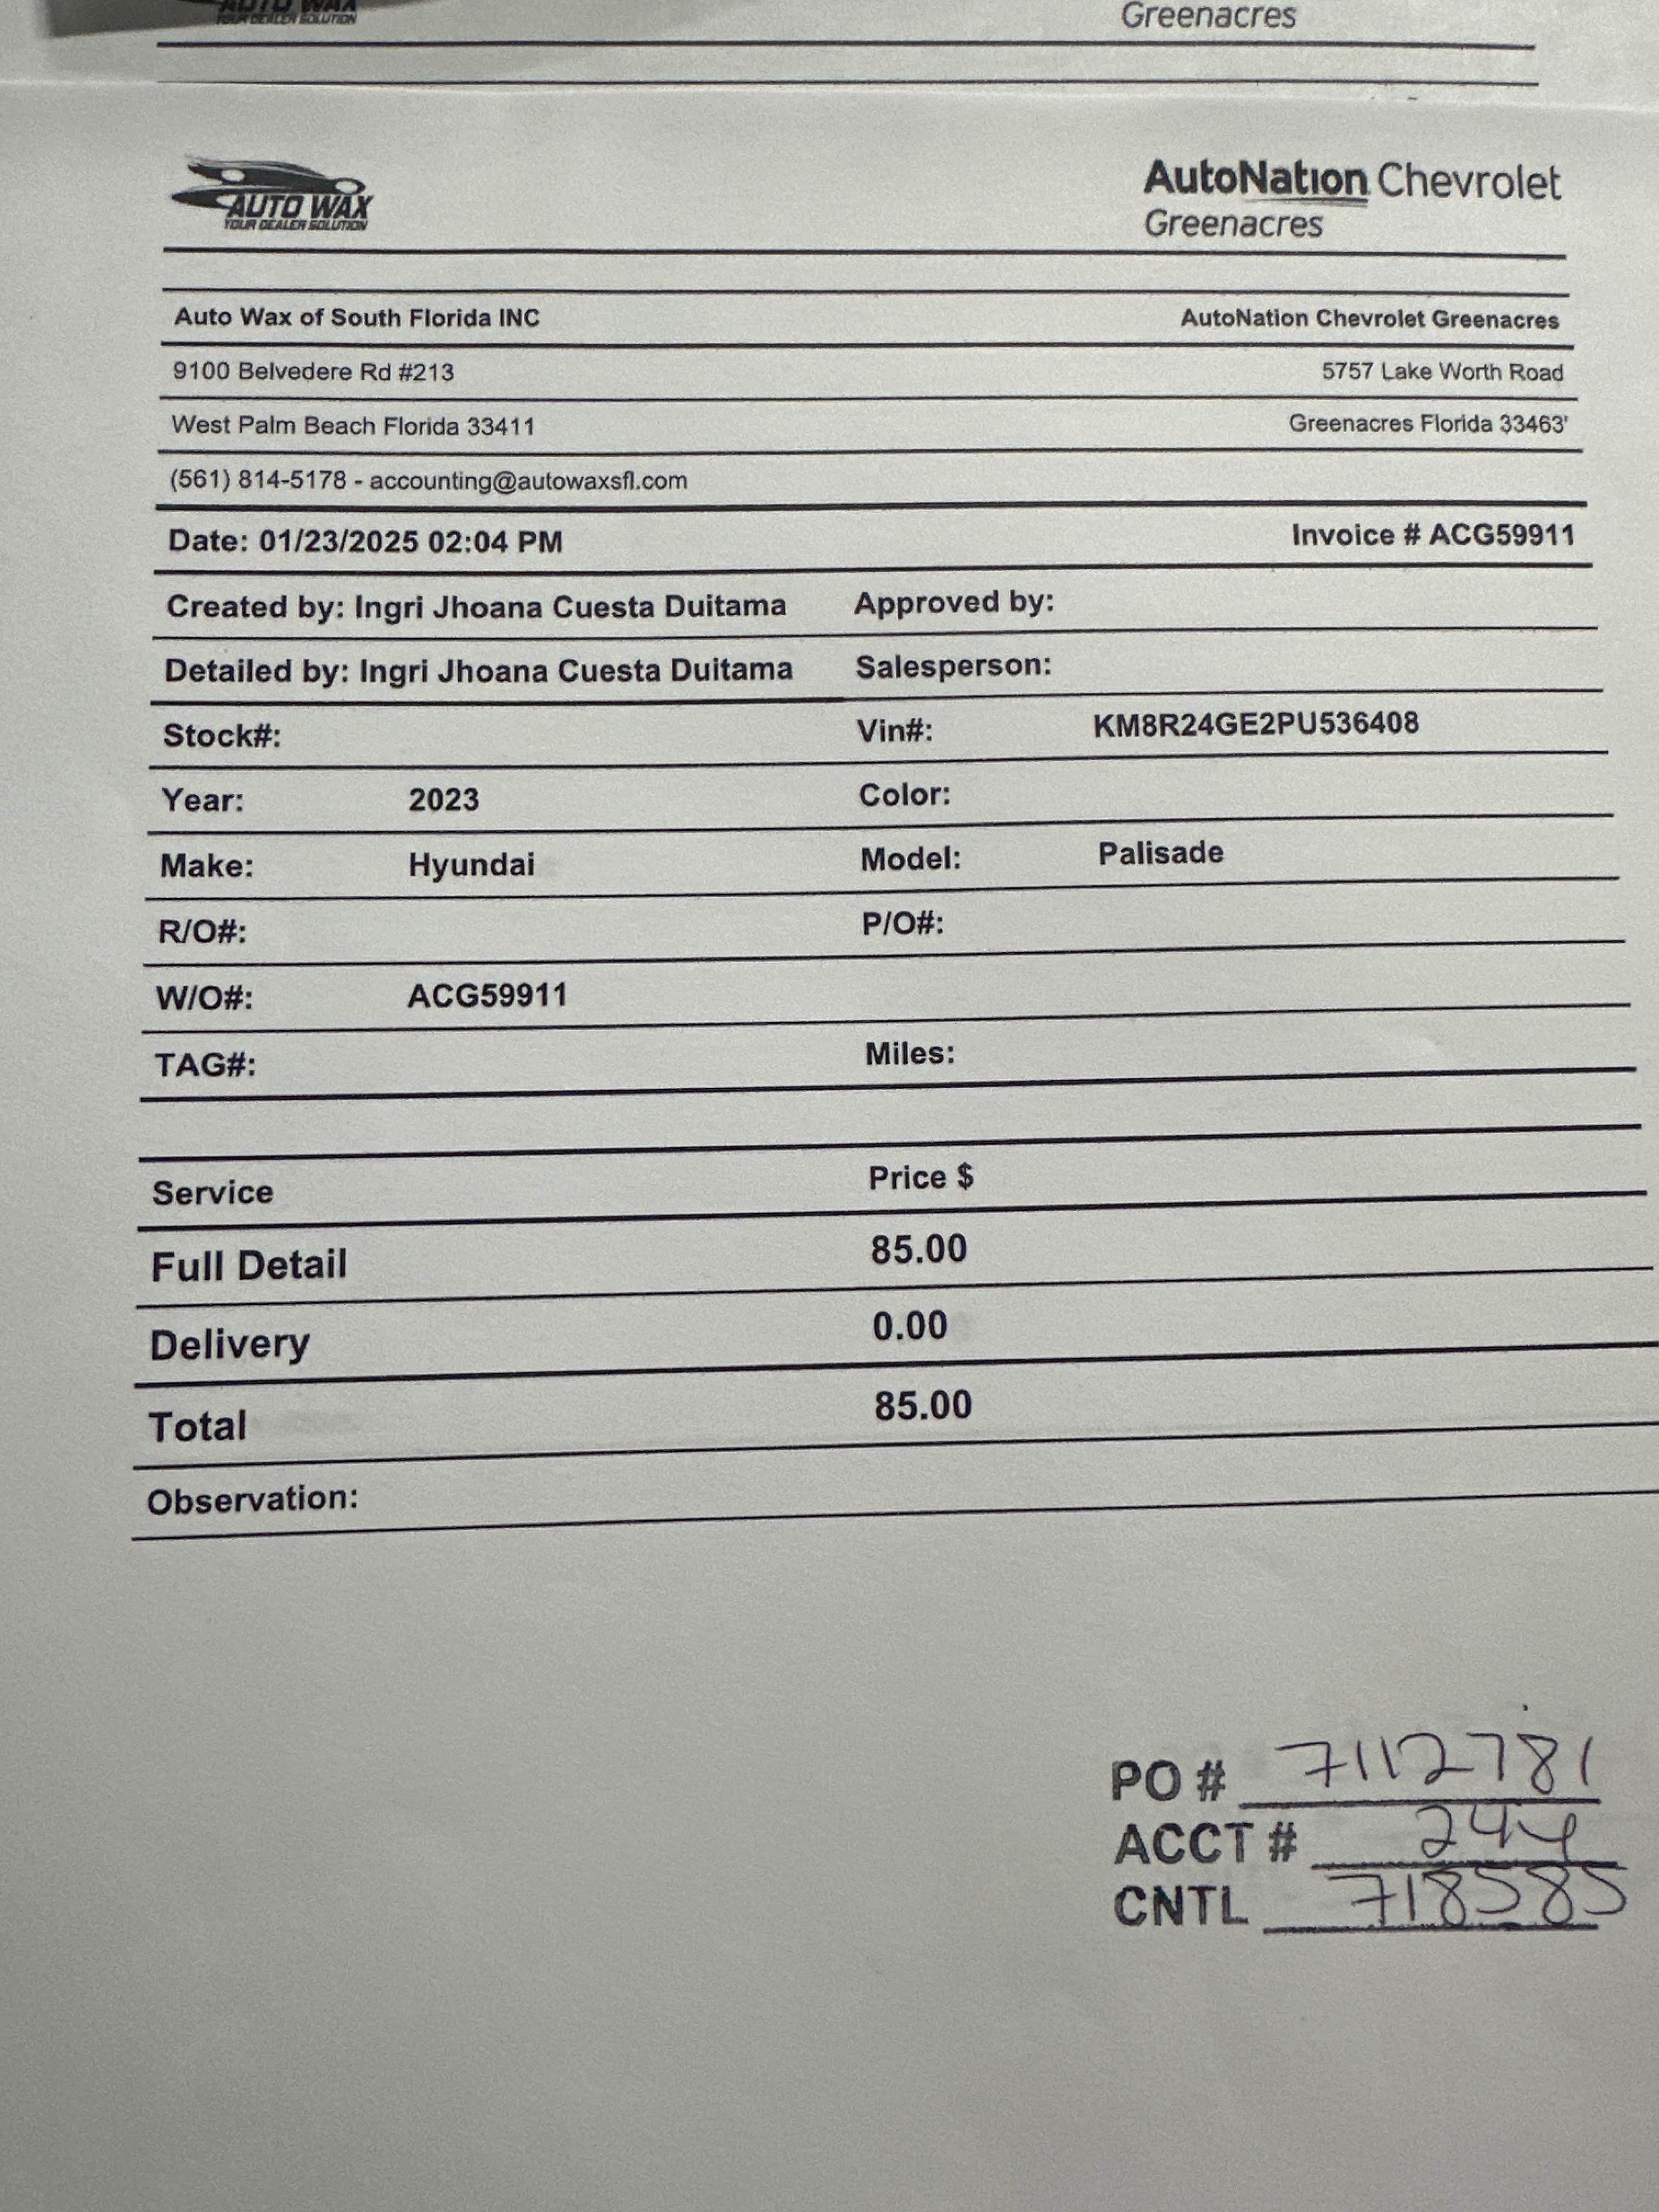 AUTO WAX
YOUR DEALER SOLUTION
Greenacres
AUTO WAX
YOUR DEALER SOLUTION
AutoNation Chevrolet
Greenacres
Auto Wax of South Florida INC AutoNation Chevrolet Greenacres
9100 Belvedere Rd #213 5757 Lake Worth Road
West Palm Beach Florida 33411 Greenacres Florida 33463'
(561) 814-5178 - accounting@autowaxsfl.com
Date: 01/23/2025 02:04 PM Invoice # ACG59911
Created by: Ingri Jhoana Cuesta Duitama Approved by:
Detailed by: Ingri Jhoana Cuesta Duitama Salesperson:
Stock#: Vin#: KM8R24GE2PU536408
Year: 2023 Color:
Make: Hyundai Model: Palisade
R/O#: P/O#:
W/O#: ACG59911
TAG#: Miles:
Service Price $
Full Detail 85.00
Delivery 0.00
Total 85.00
Observation:
PO # 7112781
ACCT # 244
CNTL 718585